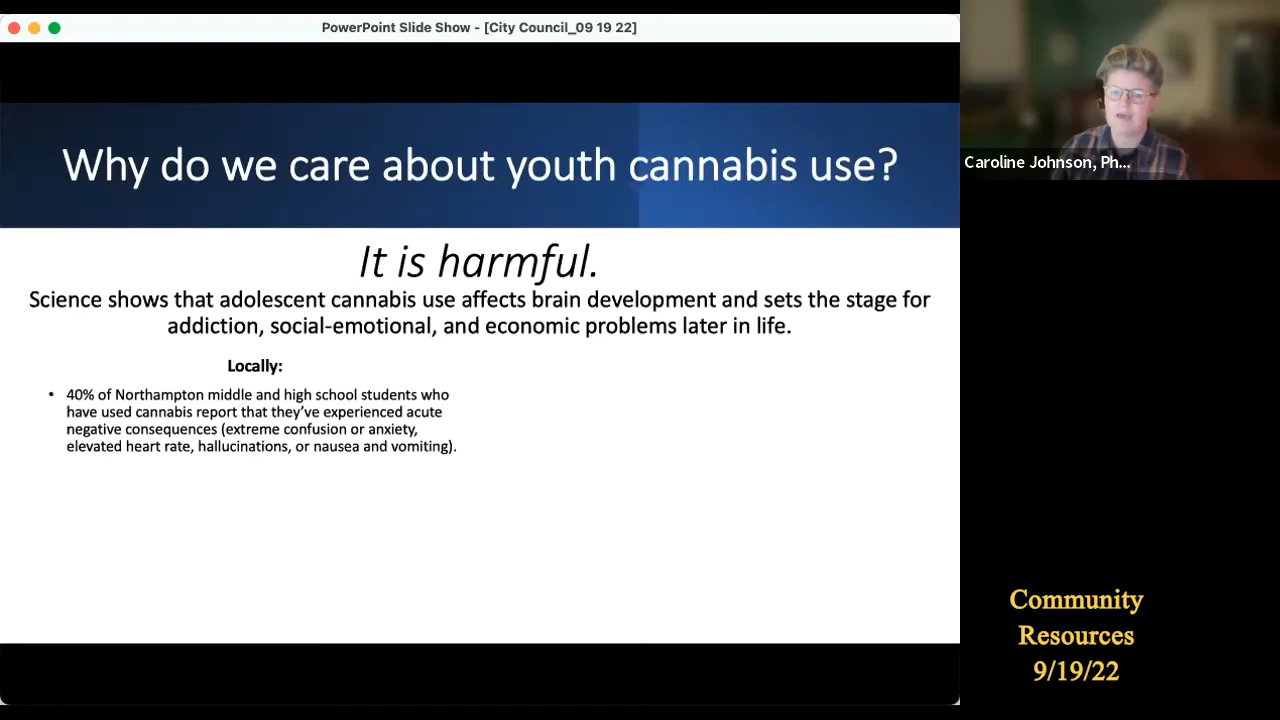 PowerPoint Slide Show - [City Council_09 19 22]
Why do we care about youth cannabis use?
It is harmful.
Science shows that adolescent cannabis use affects brain development and sets the stage for
addiction, social-emotional, and economic problems later in life.
Locally:
• 40% of Northampton middle and high school students who
have used cannabis report that they've experienced acute
negative consequences (extreme confusion or anxiety,
elevated heart rate, hallucinations, or nausea and vomiting).
Caroline Johnson, Ph...
Community
Resources
9/19/22